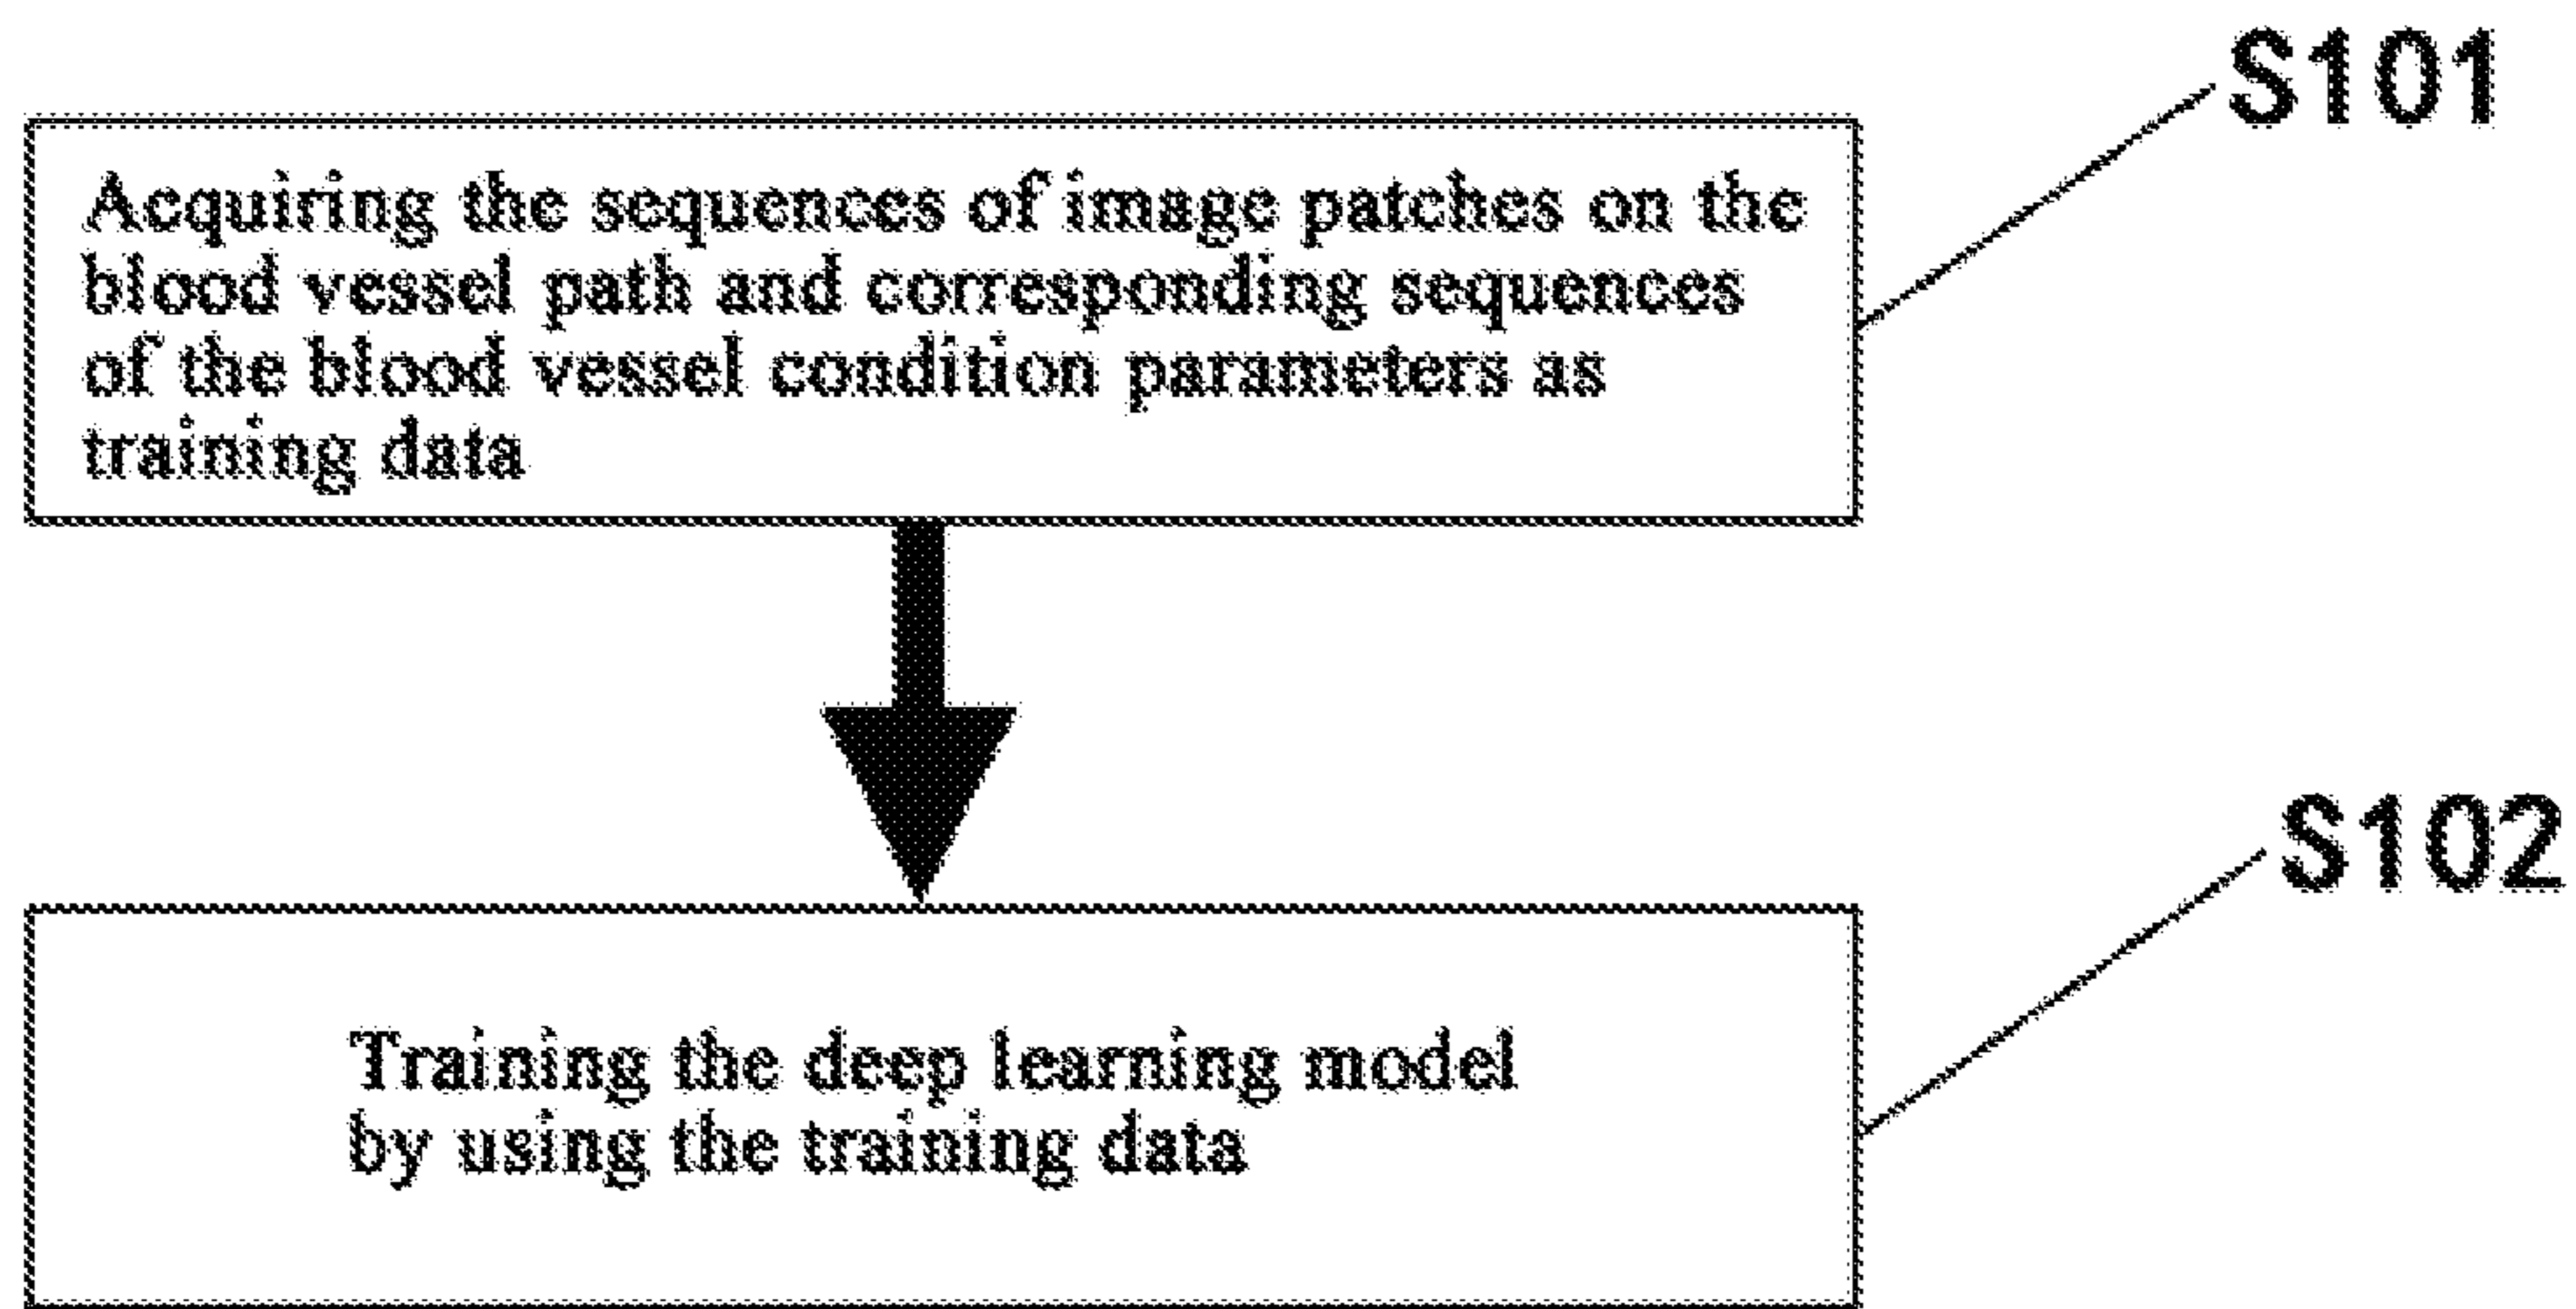 S101
Acquiring the sequences of image patches on the
blood vessel path and corresponding sequences
of the blood vessel condition parameters as
training data
S102
Training the deep learning model
by using the training data